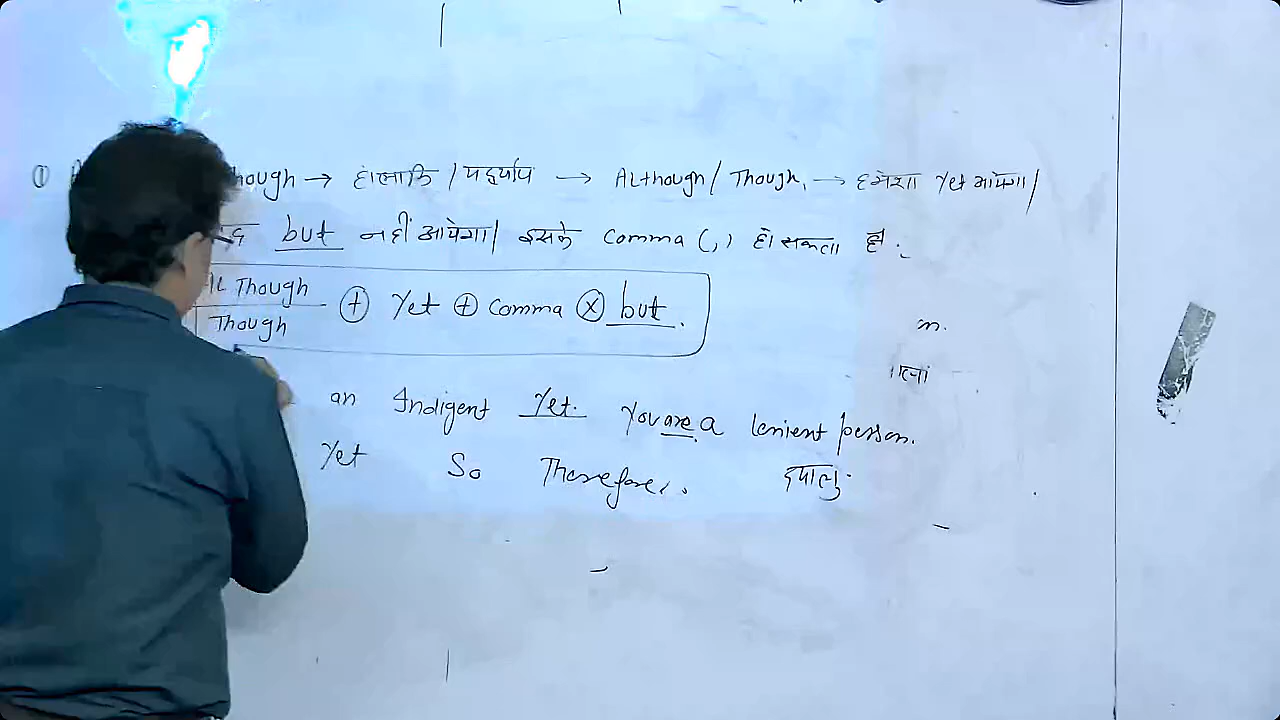 ① though → हालाकि / यद्यपि → Although / Though, → हमेशा Yet आयेगा /
but नहीं आयेगा / इसके comma (,) हो सकता है.
AL Though
Though ⊕ Yet ⊕ Comma ⊗ but.
m.
an Indigent Yet. You are a lenient person.
Yet So Therefore. दयालु